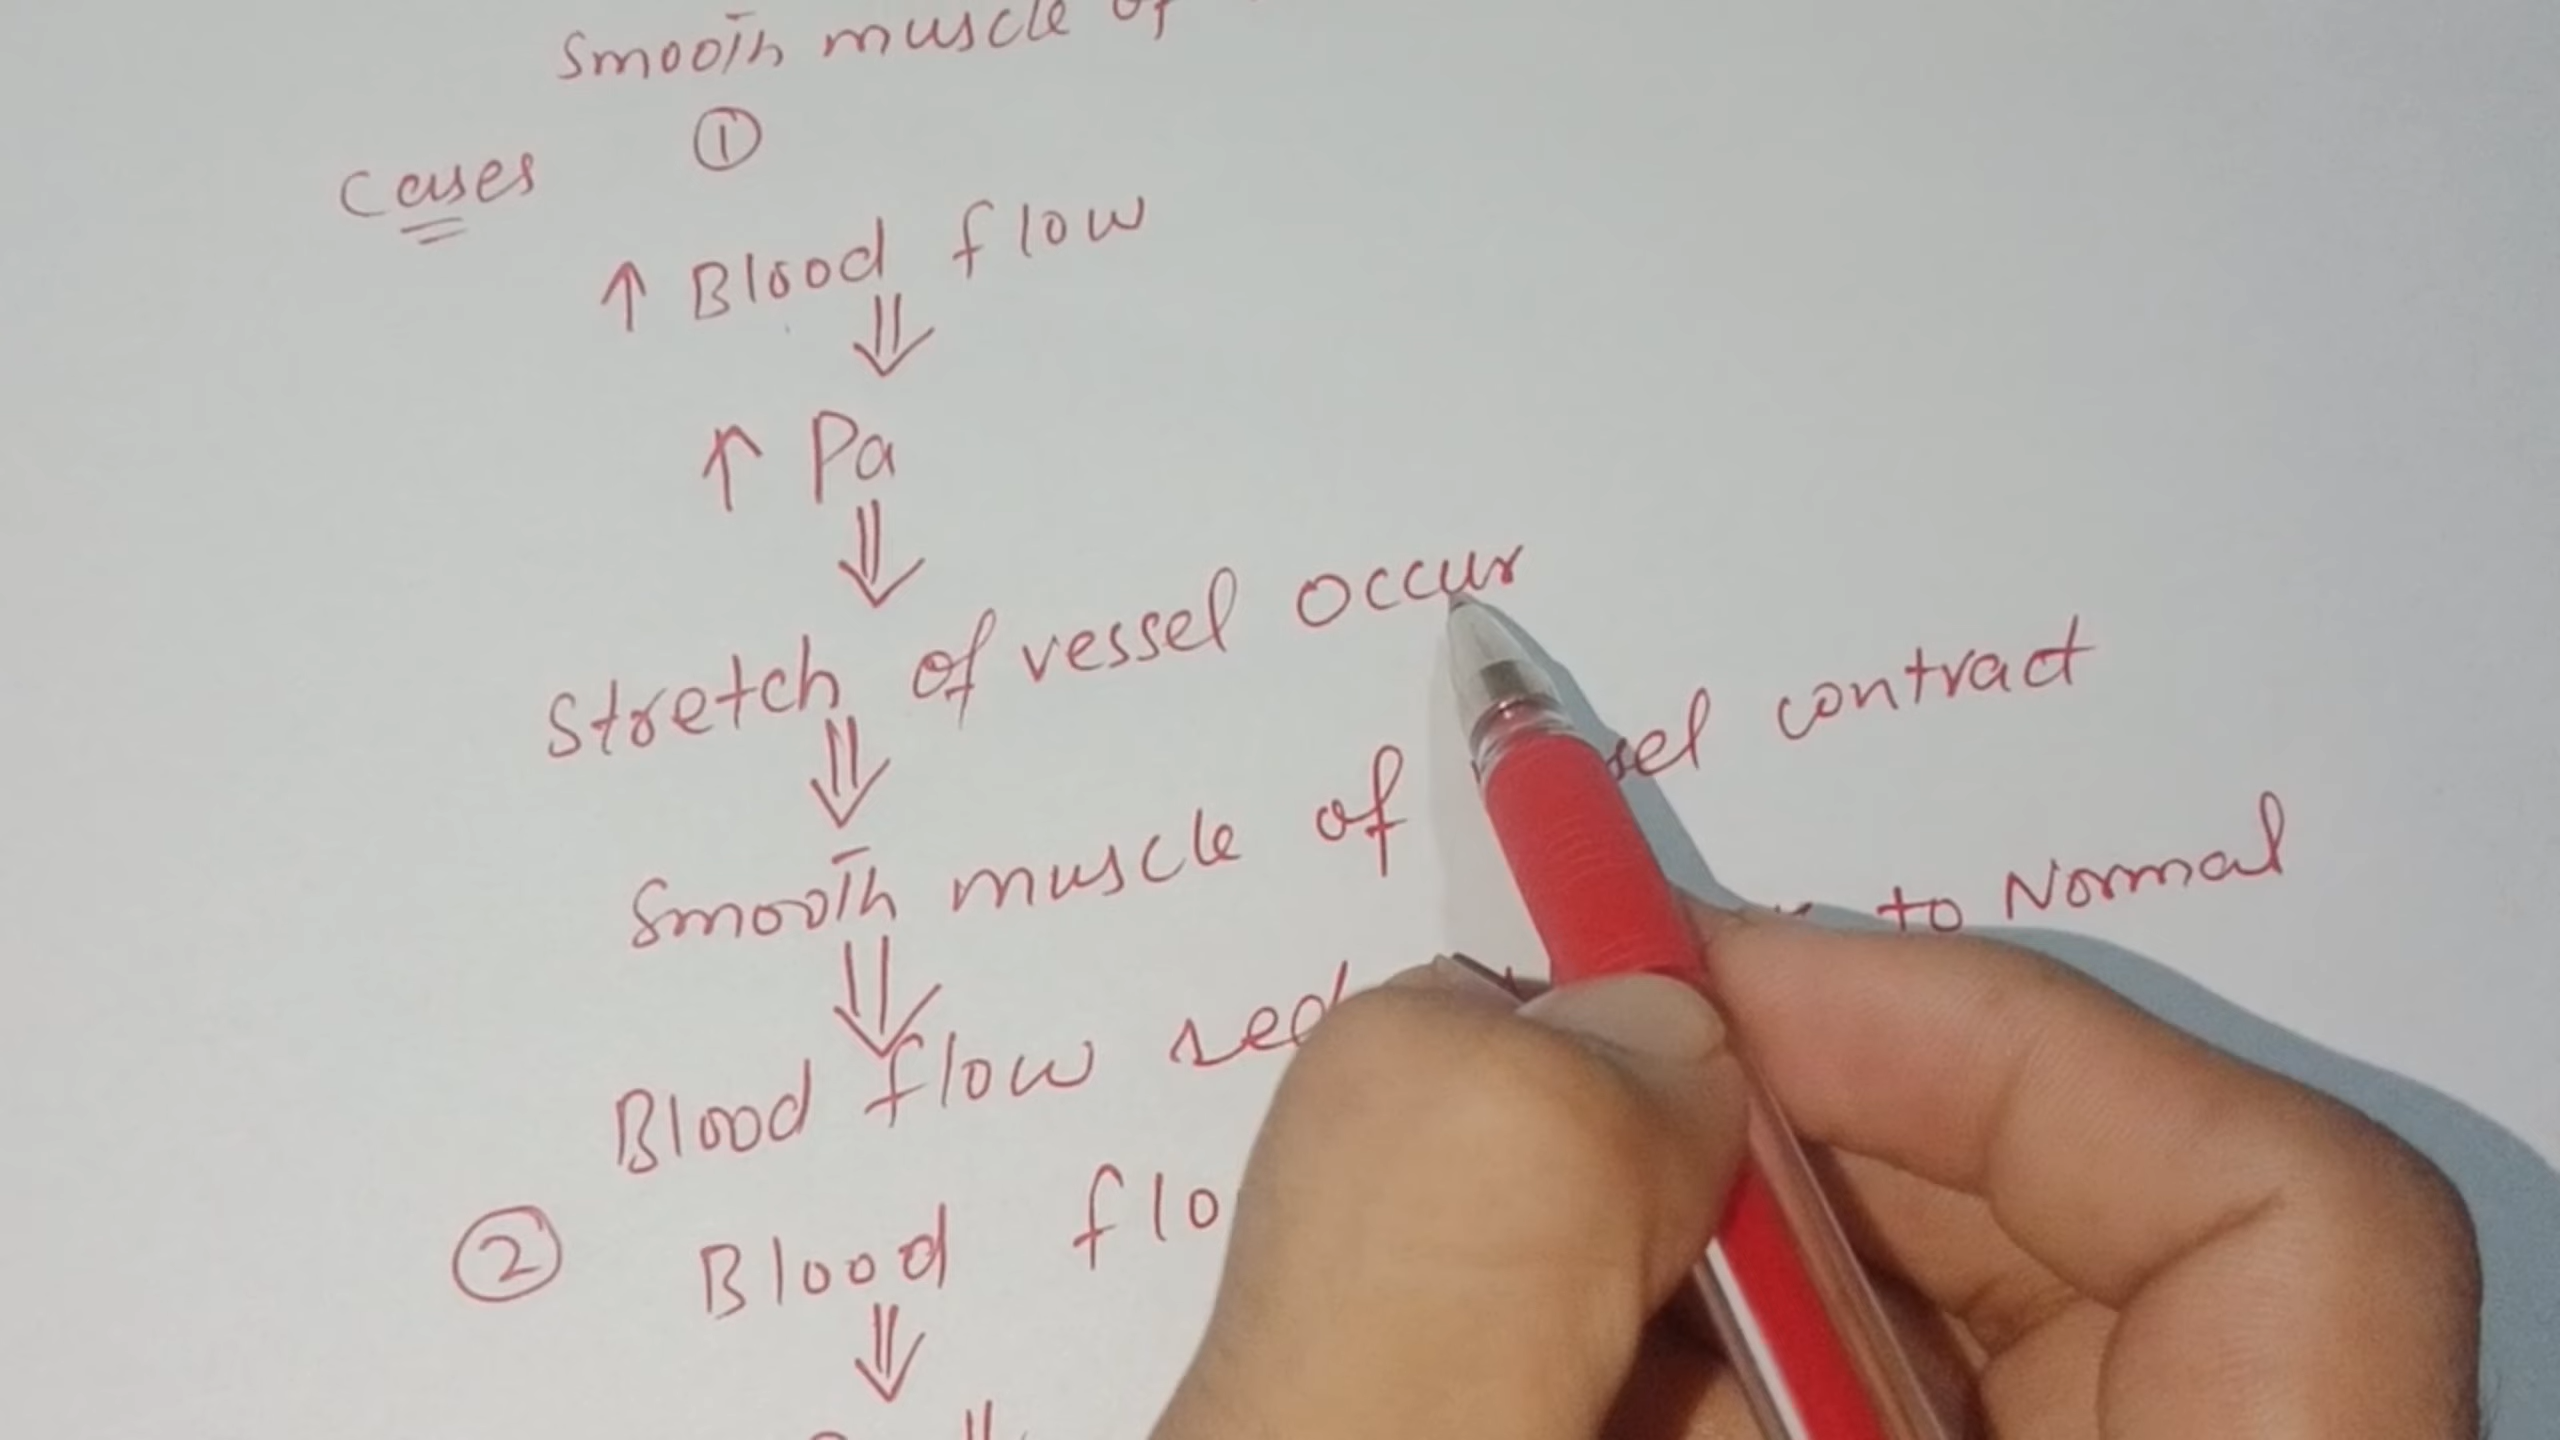 Smooth muscle of
①
Cases
↑ Blood flow
⇓
↑ Pa
⇓
Stretch of vessel occur
⇓
Smooth muscle of contract
⇓
Blood flow to Normal
② Blood
⇓